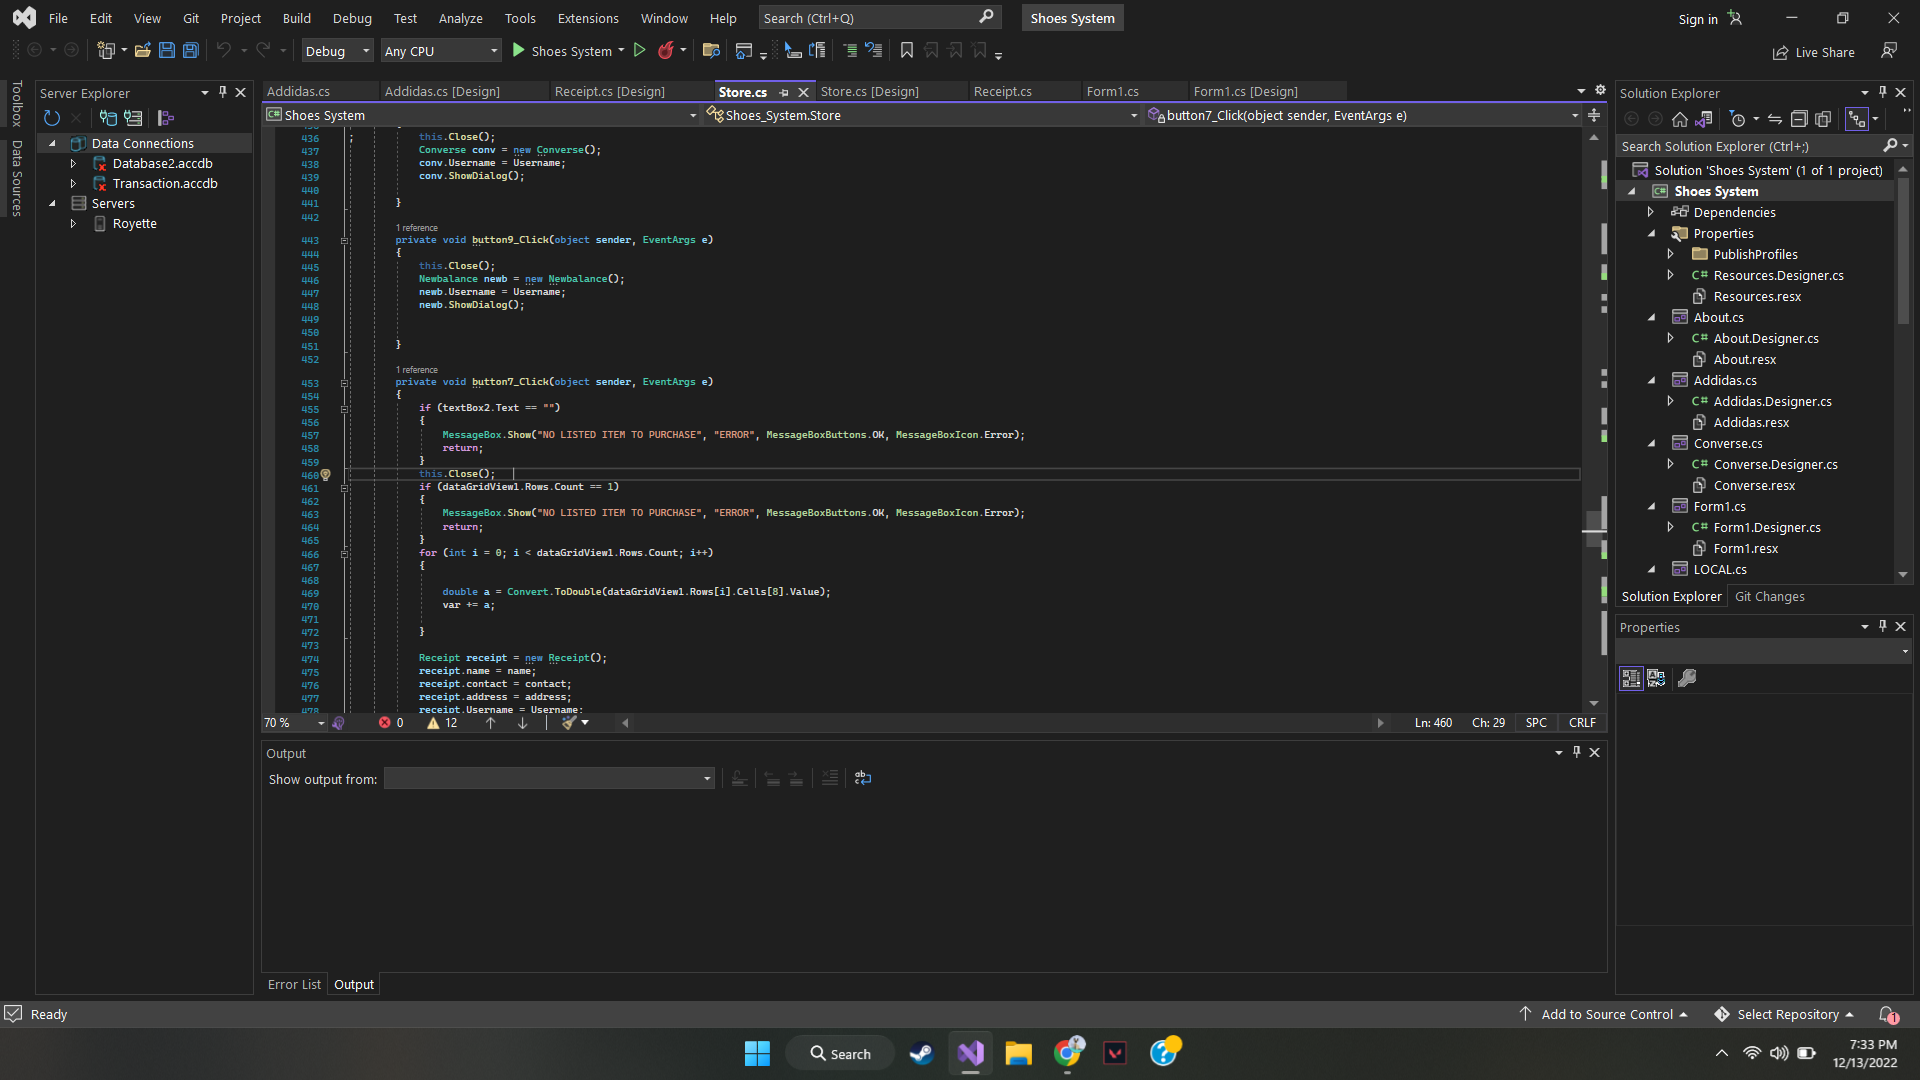 File Edit View Git Project Build Debug Test Analyze Tools Extensions Window Help Search (Ctrl+Q) Shoes System Sign in
Debug Any CPU Shoes System Live Share
Toolbox
Data Sources
Server Explorer
Data Connections
Database2.accdb
Transaction.accdb
Servers
Royette
Addidas.cs Addidas.cs [Design] Receipt.cs [Design] Store.cs Store.cs [Design] Receipt.cs Form1.cs Form1.cs [Design]
Shoes System Shoes_System.Store button7_Click(object sender, EventArgs e)
436 ; this.Close();
437 Converse conv = new Converse();
438 conv.Username = Username;
439 conv.ShowDialog();
440
441 }
442
1 reference
443 private void button9_Click(object sender, EventArgs e)
444 {
445 this.Close();
446 Newbalance newb = new Newbalance();
447 newb.Username = Username;
448 newb.ShowDialog();
449
450
451 }
452
1 reference
453 private void button7_Click(object sender, EventArgs e)
454 {
455 if (textBox2.Text == "")
456 {
457 MessageBox.Show("NO LISTED ITEM TO PURCHASE", "ERROR", MessageBoxButtons.OK, MessageBoxIcon.Error);
458 return;
459 }
460 this.Close();
461 if (dataGridView1.Rows.Count == 1)
462 {
463 MessageBox.Show("NO LISTED ITEM TO PURCHASE", "ERROR", MessageBoxButtons.OK, MessageBoxIcon.Error);
464 return;
465 }
466 for (int i = 0; i < dataGridView1.Rows.Count; i++)
467 {
468
469 double a = Convert.ToDouble(dataGridView1.Rows[i].Cells[8].Value);
470 var += a;
471
472 }
473
474 Receipt receipt = new Receipt();
475 receipt.name = name;
476 receipt.contact = contact;
477 receipt.address = address;
478 receipt.Username = Username;
70 % 0 12 Ln: 460 Ch: 29 SPC CRLF
Output
Show output from:
Error List Output
Solution Explorer
Search Solution Explorer (Ctrl+;)
Solution 'Shoes System' (1 of 1 project)
Shoes System
Dependencies
Properties
PublishProfiles
Resources.Designer.cs
Resources.resx
About.cs
About.Designer.cs
About.resx
Addidas.cs
Addidas.Designer.cs
Addidas.resx
Converse.cs
Converse.Designer.cs
Converse.resx
Form1.cs
Form1.Designer.cs
Form1.resx
LOCAL.cs
Solution Explorer Git Changes
Properties
Ready Add to Source Control Select Repository 1
Search
7:33 PM
12/13/2022